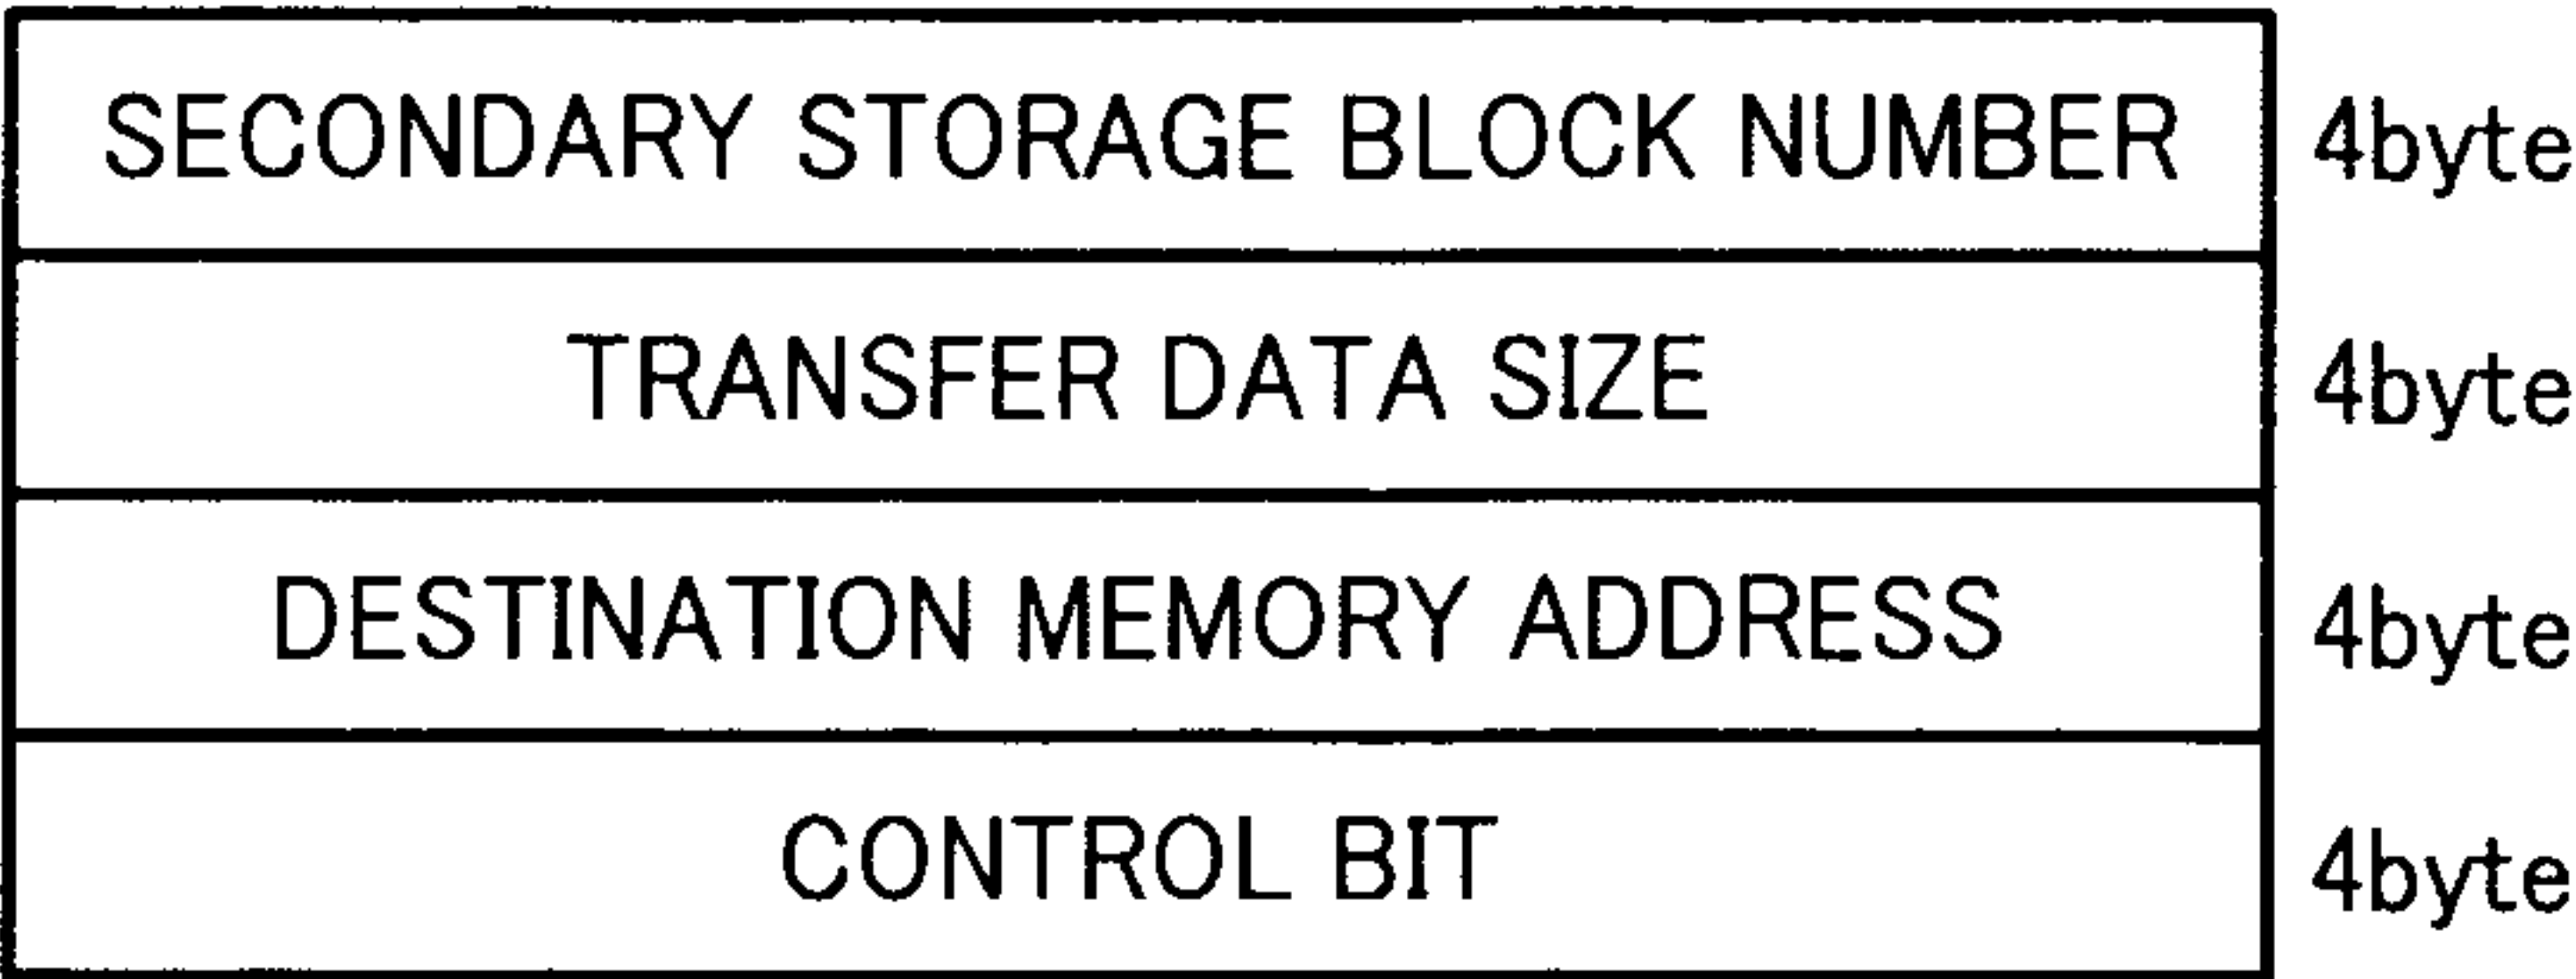 SECONDARY STORAGE BLOCK NUMBER 4byte
TRANSFER DATA SIZE 4byte
DESTINATION MEMORY ADDRESS 4byte
CONTROL BIT 4byte